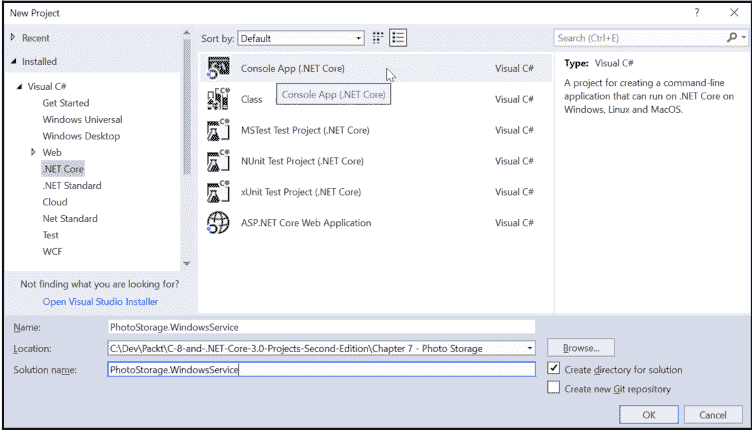 New Project
? ×
Recent
Installed
Visual C#
Get Started
Windows Universal
Windows Desktop
Web
.NET Core
.NET Standard
Cloud
Net Standard
Test
WCF
Not finding what you are looking for?
Open Visual Studio Installer
Sort by: Default
Search (Ctrl+E)
Console App (.NET Core) Visual C#
Class Visual C#
Console App (.NET Core)
MSTest Test Project (.NET Core) Visual C#
NUnit Test Project (.NET Core) Visual C#
xUnit Test Project (.NET Core) Visual C#
ASP.NET Core Web Application Visual C#
Type: Visual C#
A project for creating a command-line
application that can run on .NET Core on
Windows, Linux and MacOS.
Name: PhotoStorage.WindowsService
Location: C:\Dev\Packt\C-8-and-.NET-Core-3.0-Projects-Second-Edition\Chapter 7 - Photo Storage
Browse...
Solution name: PhotoStorage.WindowsService
Create directory for solution
Create new Git repository
OK Cancel